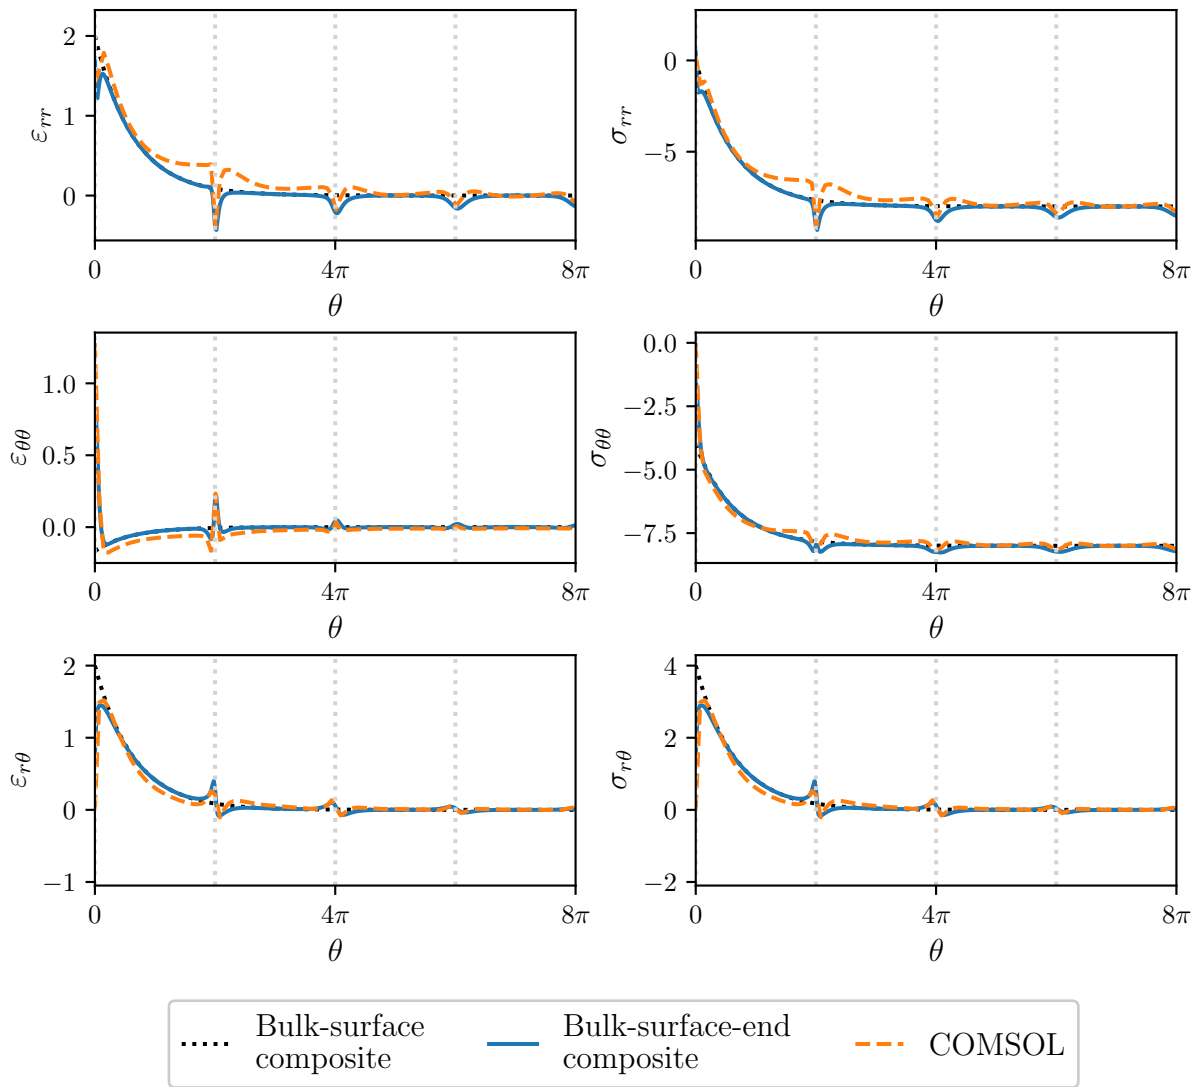 2
1
0
ε_rr
0 4π 8π
θ
0
−5
σ_rr
0 4π 8π
θ
1.0
0.5
0.0
ε_θθ
0 4π 8π
θ
0.0
−2.5
−5.0
−7.5
σ_θθ
0 4π 8π
θ
2
1
0
−1
ε_rθ
0 4π 8π
θ
4
2
0
−2
σ_rθ
0 4π 8π
θ
Bulk-surface
composite
Bulk-surface-end
composite
COMSOL